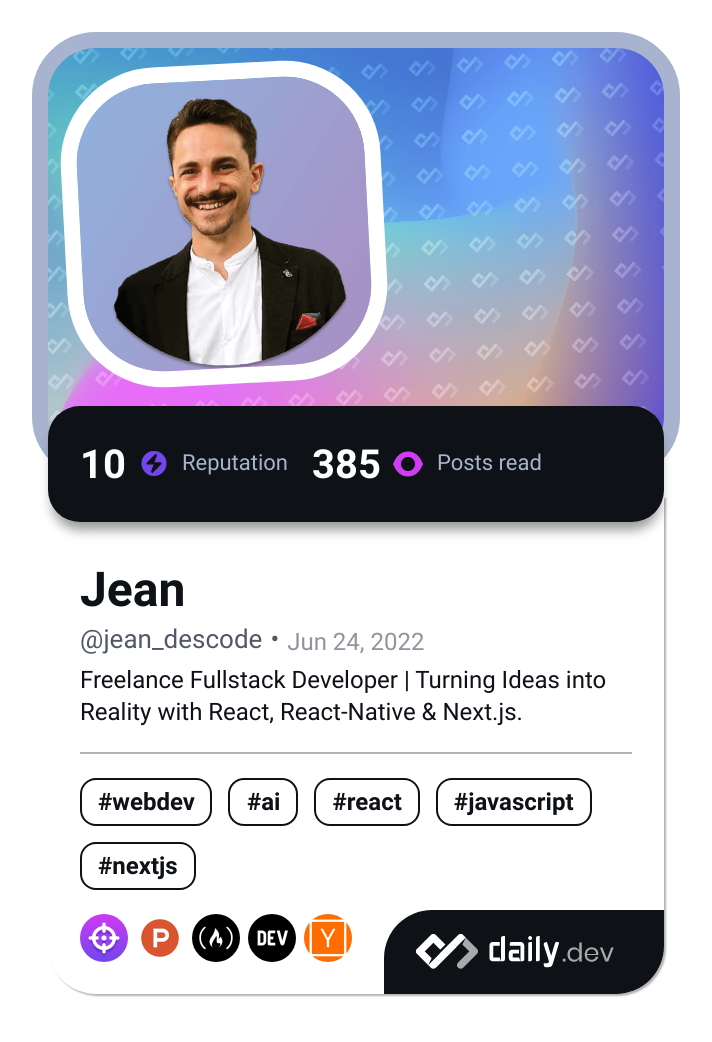 10 Reputation 385 Posts read
Jean
@jean_descode • Jun 24, 2022
Freelance Fullstack Developer | Turning Ideas into
Reality with React, React-Native & Next.js.
#webdev #ai #react #javascript
#nextjs
P DEV Y daily.dev